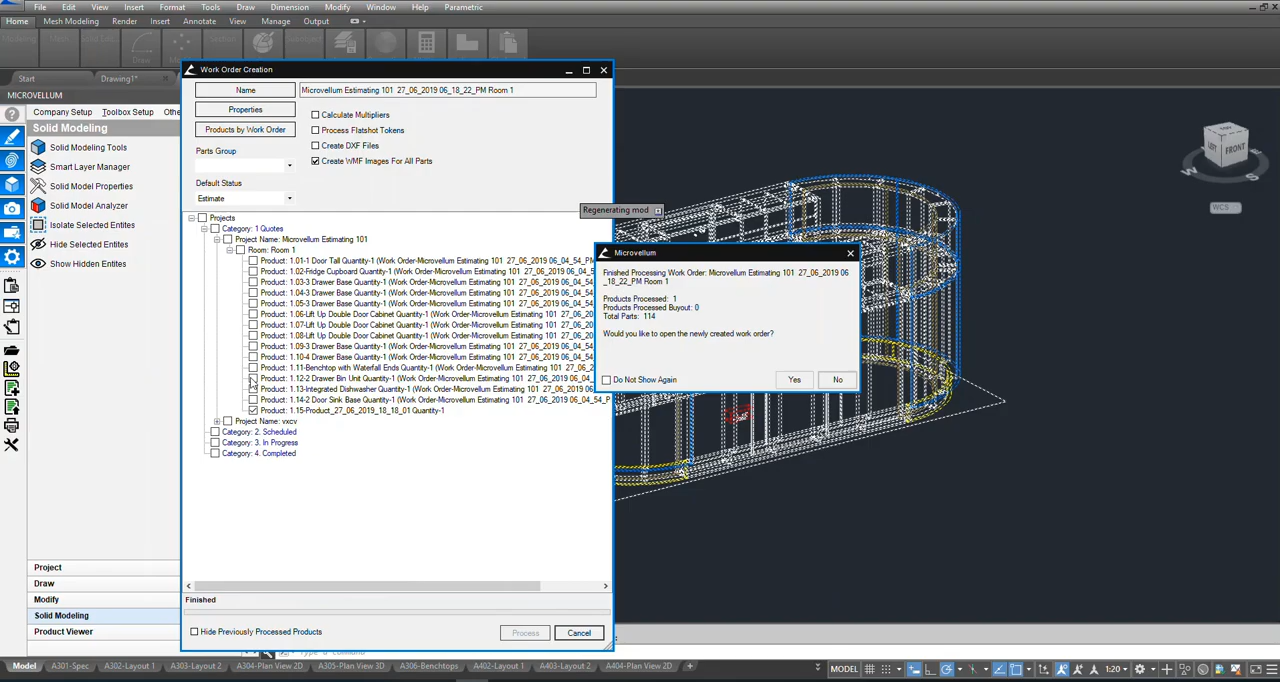 File Edit View Insert Format Tools Draw Dimension Modify Window Help Parametric
Home Mesh Modeling Render Insert Annotate View Manage Output
Start Drawing1*
MICROVELLUM
Company Setup Toolbox Setup Othe
Solid Modeling
Solid Modeling Tools
Smart Layer Manager
Solid Model Properties
Solid Model Analyzer
Isolate Selected Entites
Hide Selected Entites
Show Hidden Entites
Project
Draw
Modify
Solid Modeling
Product Viewer
Work Order Creation
Name Microvellum Estimating 101 27_06_2019 06_18_22_PM Room 1
Properties
Products by Work Order
Calculate Multipliers
Process Flatshot Tokens
Create DXF Files
Create WMF Images For All Parts
Parts Group
Default Status
Estimate
Projects
Category: 1 Quotes
Project Name: Microvellum Estimating 101
Room: Room 1
Product: 1.01-1 Door Tall Quantity-1 (Work Order-Microvellum Estimating 101 27_06_2019 06_04_54_PM
Product: 1.02-Fridge Cupboard Quantity-1 (Work Order-Microvellum Estimating 101 27_06_2019 06_04_5
Product: 1.03-3 Drawer Base Quantity-1 (Work Order-Microvellum Estimating 101 27_06_2019 06_04_54_
Product: 1.04-3 Drawer Base Quantity-1 (Work Order-Microvellum Estimating 101 27_06_2019 06_04_54_
Product: 1.05-3 Drawer Base Quantity-1 (Work Order-Microvellum Estimating 101 27_06_2019 06_04_54_
Product: 1.06-Lift Up Double Door Cabinet Quantity-1 (Work Order-Microvellum Estimating 101 27_06_20
Product: 1.07-Lift Up Double Door Cabinet Quantity-1 (Work Order-Microvellum Estimating 101 27_06_20
Product: 1.08-Lift Up Double Door Cabinet Quantity-1 (Work Order-Microvellum Estimating 101 27_06_20
Product: 1.09-3 Drawer Base Quantity-1 (Work Order-Microvellum Estimating 101 27_06_2019 06_04_54_
Product: 1.10-4 Drawer Base Quantity-1 (Work Order-Microvellum Estimating 101 27_06_2019 06_04_54_
Product: 1.11-Benchtop with Waterfall Ends Quantity-1 (Work Order-Microvellum Estimating 101 27_06_2
Product: 1.12-2 Drawer Bin Unit Quantity-1 (Work Order-Microvellum Estimating 101 27_06_2019 06_04_
Product: 1.13-Integrated Dishwasher Quantity-1 (Work Order-Microvellum Estimating 101 27_06_2019 06_
Product: 1.14-2 Door Sink Base Quantity-1 (Work Order-Microvellum Estimating 101 27_06_2019 06_04_54_P
Product: 1.15-Product_27_06_2019_18_18_01 Quantity-1
Project Name: vxcv
Category: 2. Scheduled
Category: 3. In Progress
Category: 4. Completed
Finished
Hide Previously Processed Products
Process Cancel
Regenerating mod
Microvellum
Finished Processing Work Order: Microvellum Estimating 101 27_06_2019 06
_18_22_PM Room 1
Products Processed: 1
Products Processed Buyout: 0
Total Parts: 114
Would you like to open the newly created work order?
Do Not Show Again
Yes No
LEFT FRONT
W S
WCS
Model A301-Spec A302-Layout 1 A303-Layout 2 A304-Plan View 2D A305-Plan View 3D A306-Benchtops A402-Layout 1 A403-Layout 2 A404-Plan View 2D
MODEL 1:20